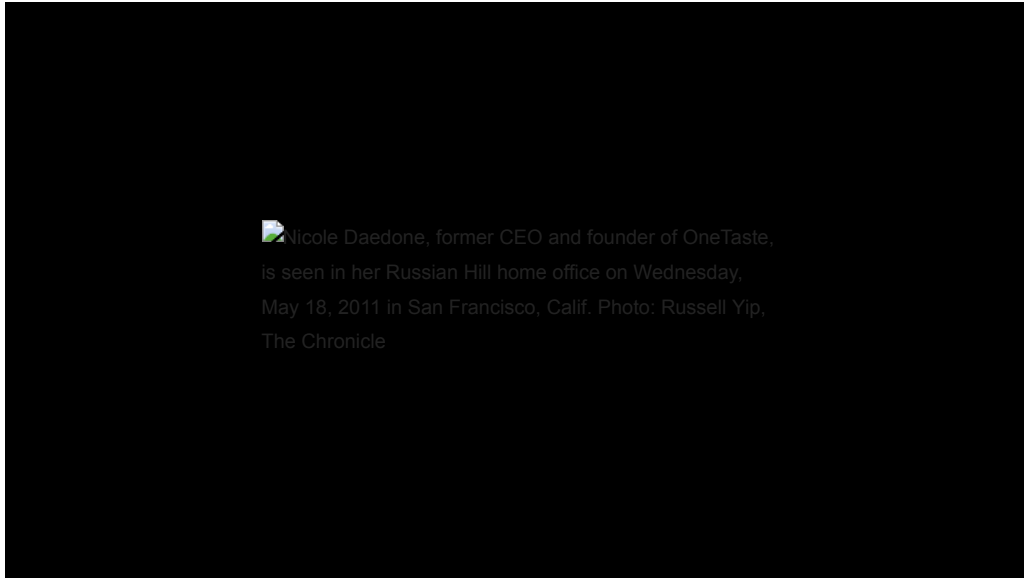 Nicole Daedone, former CEO and founder of OneTaste,
is seen in her Russian Hill home office on Wednesday,
May 18, 2011 in San Francisco, Calif. Photo: Russell Yip,
The Chronicle